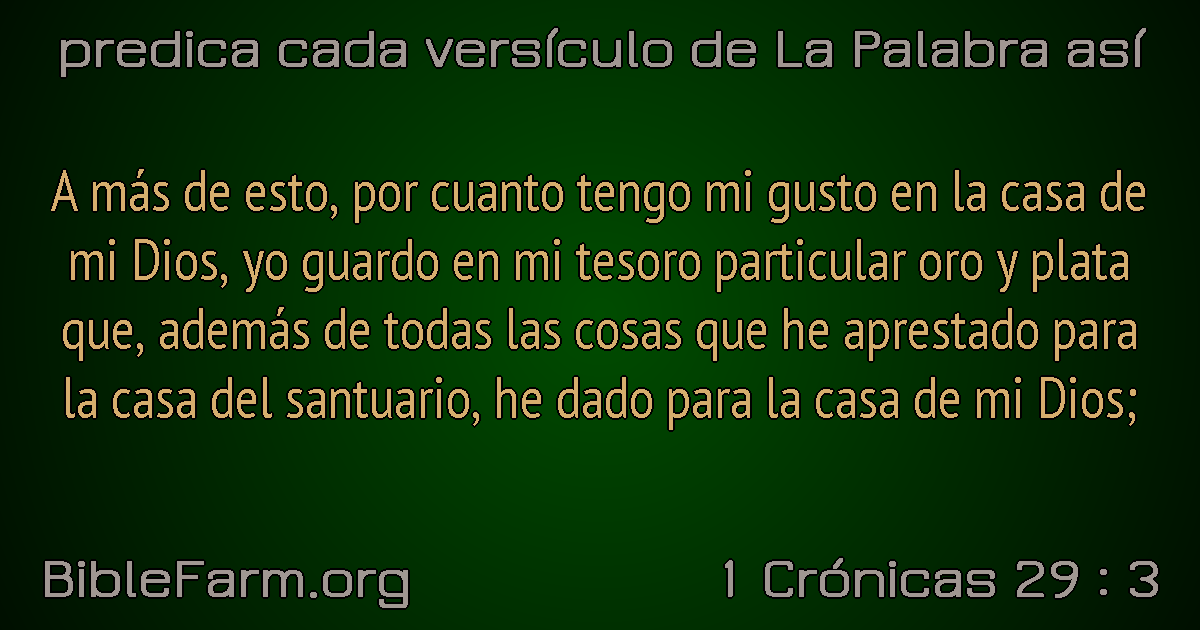 predica cada versículo de La Palabra así
A más de esto, por cuanto tengo mi gusto en la casa de
mi Dios, yo guardo en mi tesoro particular oro y plata
que, además de todas las cosas que he aprestado para
la casa del santuario, he dado para la casa de mi Dios;
BibleFarm.org
1 Crónicas 29 : 3